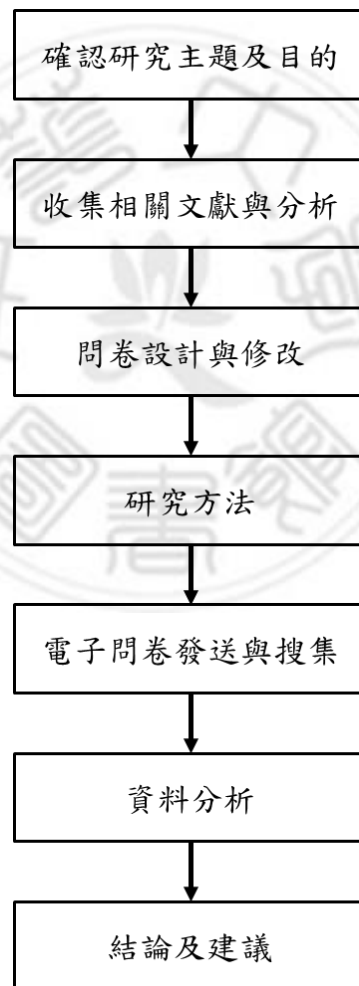 確認研究主題及目的
收集相關文獻與分析
問卷設計與修改
研究方法
電子問卷發送與搜集
資料分析
結論及建議